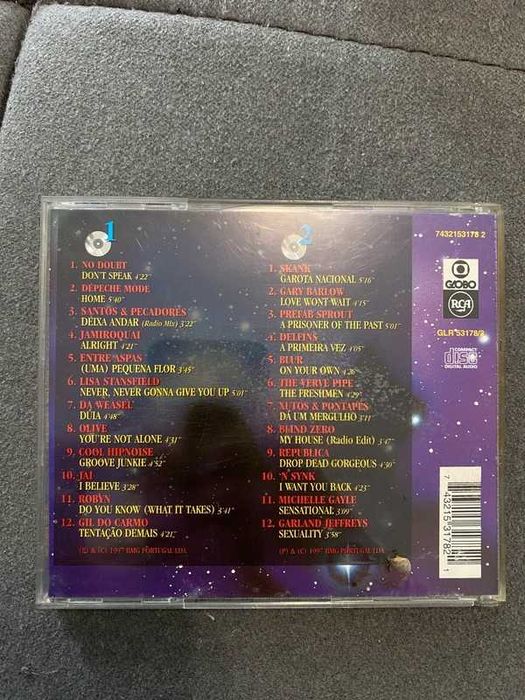 1
1. NO DOUBT
DON'T SPEAK 4'22"
2. DEPECHE MODE
HOME 5'40"
3. SANTOS & PECADORES
DEIXA ANDAR (Radio Mix) 3'22"
4. JAMIROQUAI
ALRIGHT 4'21"
5. ENTRE ASPAS
(UMA) PEQUENA FLOR 3'45"
6. LISA STANSFIELD
NEVER, NEVER GONNA GIVE YOU UP 5'01"
7. DA WEASEL
DÚIA 4'48"
8. OLIVE
YOU'RE NOT ALONE 4'31"
9. COOL HIPNOISE
GROOVE JUNKIE 4'52"
10. JAI
I BELIEVE 3'28"
11. ROBYN
DO YOU KNOW (WHAT IT TAKES) 3'41"
12. GIL DO CARMO
TENTAÇÃO DEMAIS 4'21"
(P) & (C) 1997 BMG PORTUGAL LDA.
2
1. SKANK
GAROTA NACIONAL 5'16"
2. GARY BARLOW
LOVE WONT WAIT 4'15"
3. PREFAB SPROUT
A PRISONER OF THE PAST 5'01"
4. DELFINS
A PRIMEIRA VEZ 4'05"
5. BLUR
ON YOUR OWN 4'26"
6. THE VERVE PIPE
THE FRESHMEN 4'29"
7. XUTOS & PONTAPÉS
DÁ UM MERGULHO 3'11"
8. BLIND ZERO
MY HOUSE (Radio Edit) 3'47"
9. REPUBLICA
DROP DEAD GORGEOUS 4'30"
10. 'N SYNK
I WANT YOU BACK 4'23"
11. MICHELLE GAYLE
SENSATIONAL 3'09"
12. GARLAND JEFFREYS
SEXUALITY 3'58"
(P) & (C) 1997 BMG PORTUGAL LDA.
7432153178 2
GLOBO
RCA
GLR 53178/2
COMPACT
disc
DIGITAL AUDIO
7 43215 31782 1